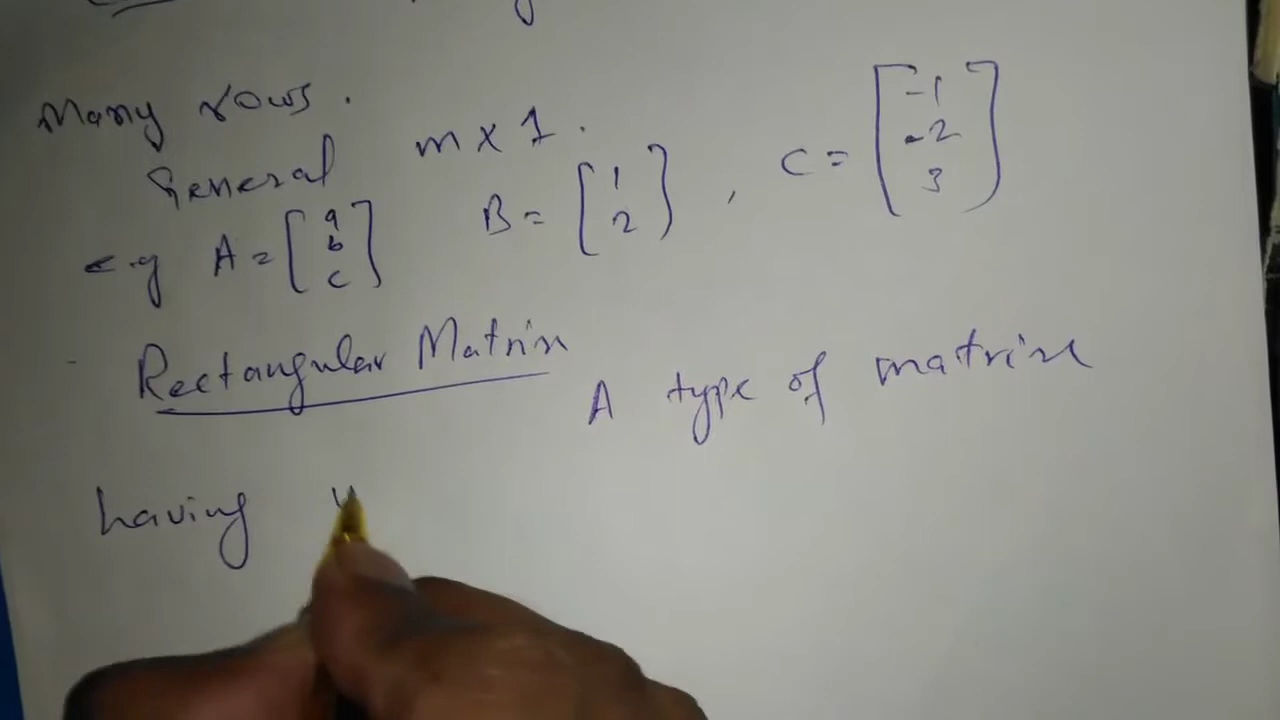 Many rows.
General m x 1.
e.g A = [a b c] B = [1 2] , C = [-1 -2 3]
Rectangular Matrix A type of matrix
having